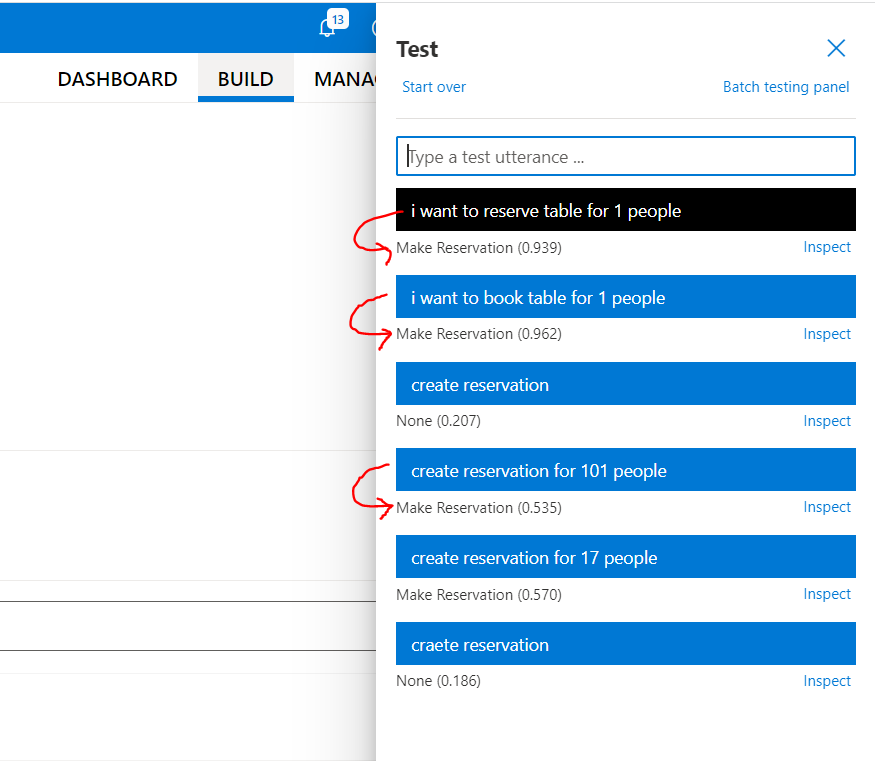 13
DASHBOARD BUILD MANA
Test
Start over Batch testing panel
Type a test utterance ...
i want to reserve table for 1 people
Make Reservation (0.939) Inspect
i want to book table for 1 people
Make Reservation (0.962) Inspect
create reservation
None (0.207) Inspect
create reservation for 101 people
Make Reservation (0.535) Inspect
create reservation for 17 people
Make Reservation (0.570) Inspect
craete reservation
None (0.186) Inspect